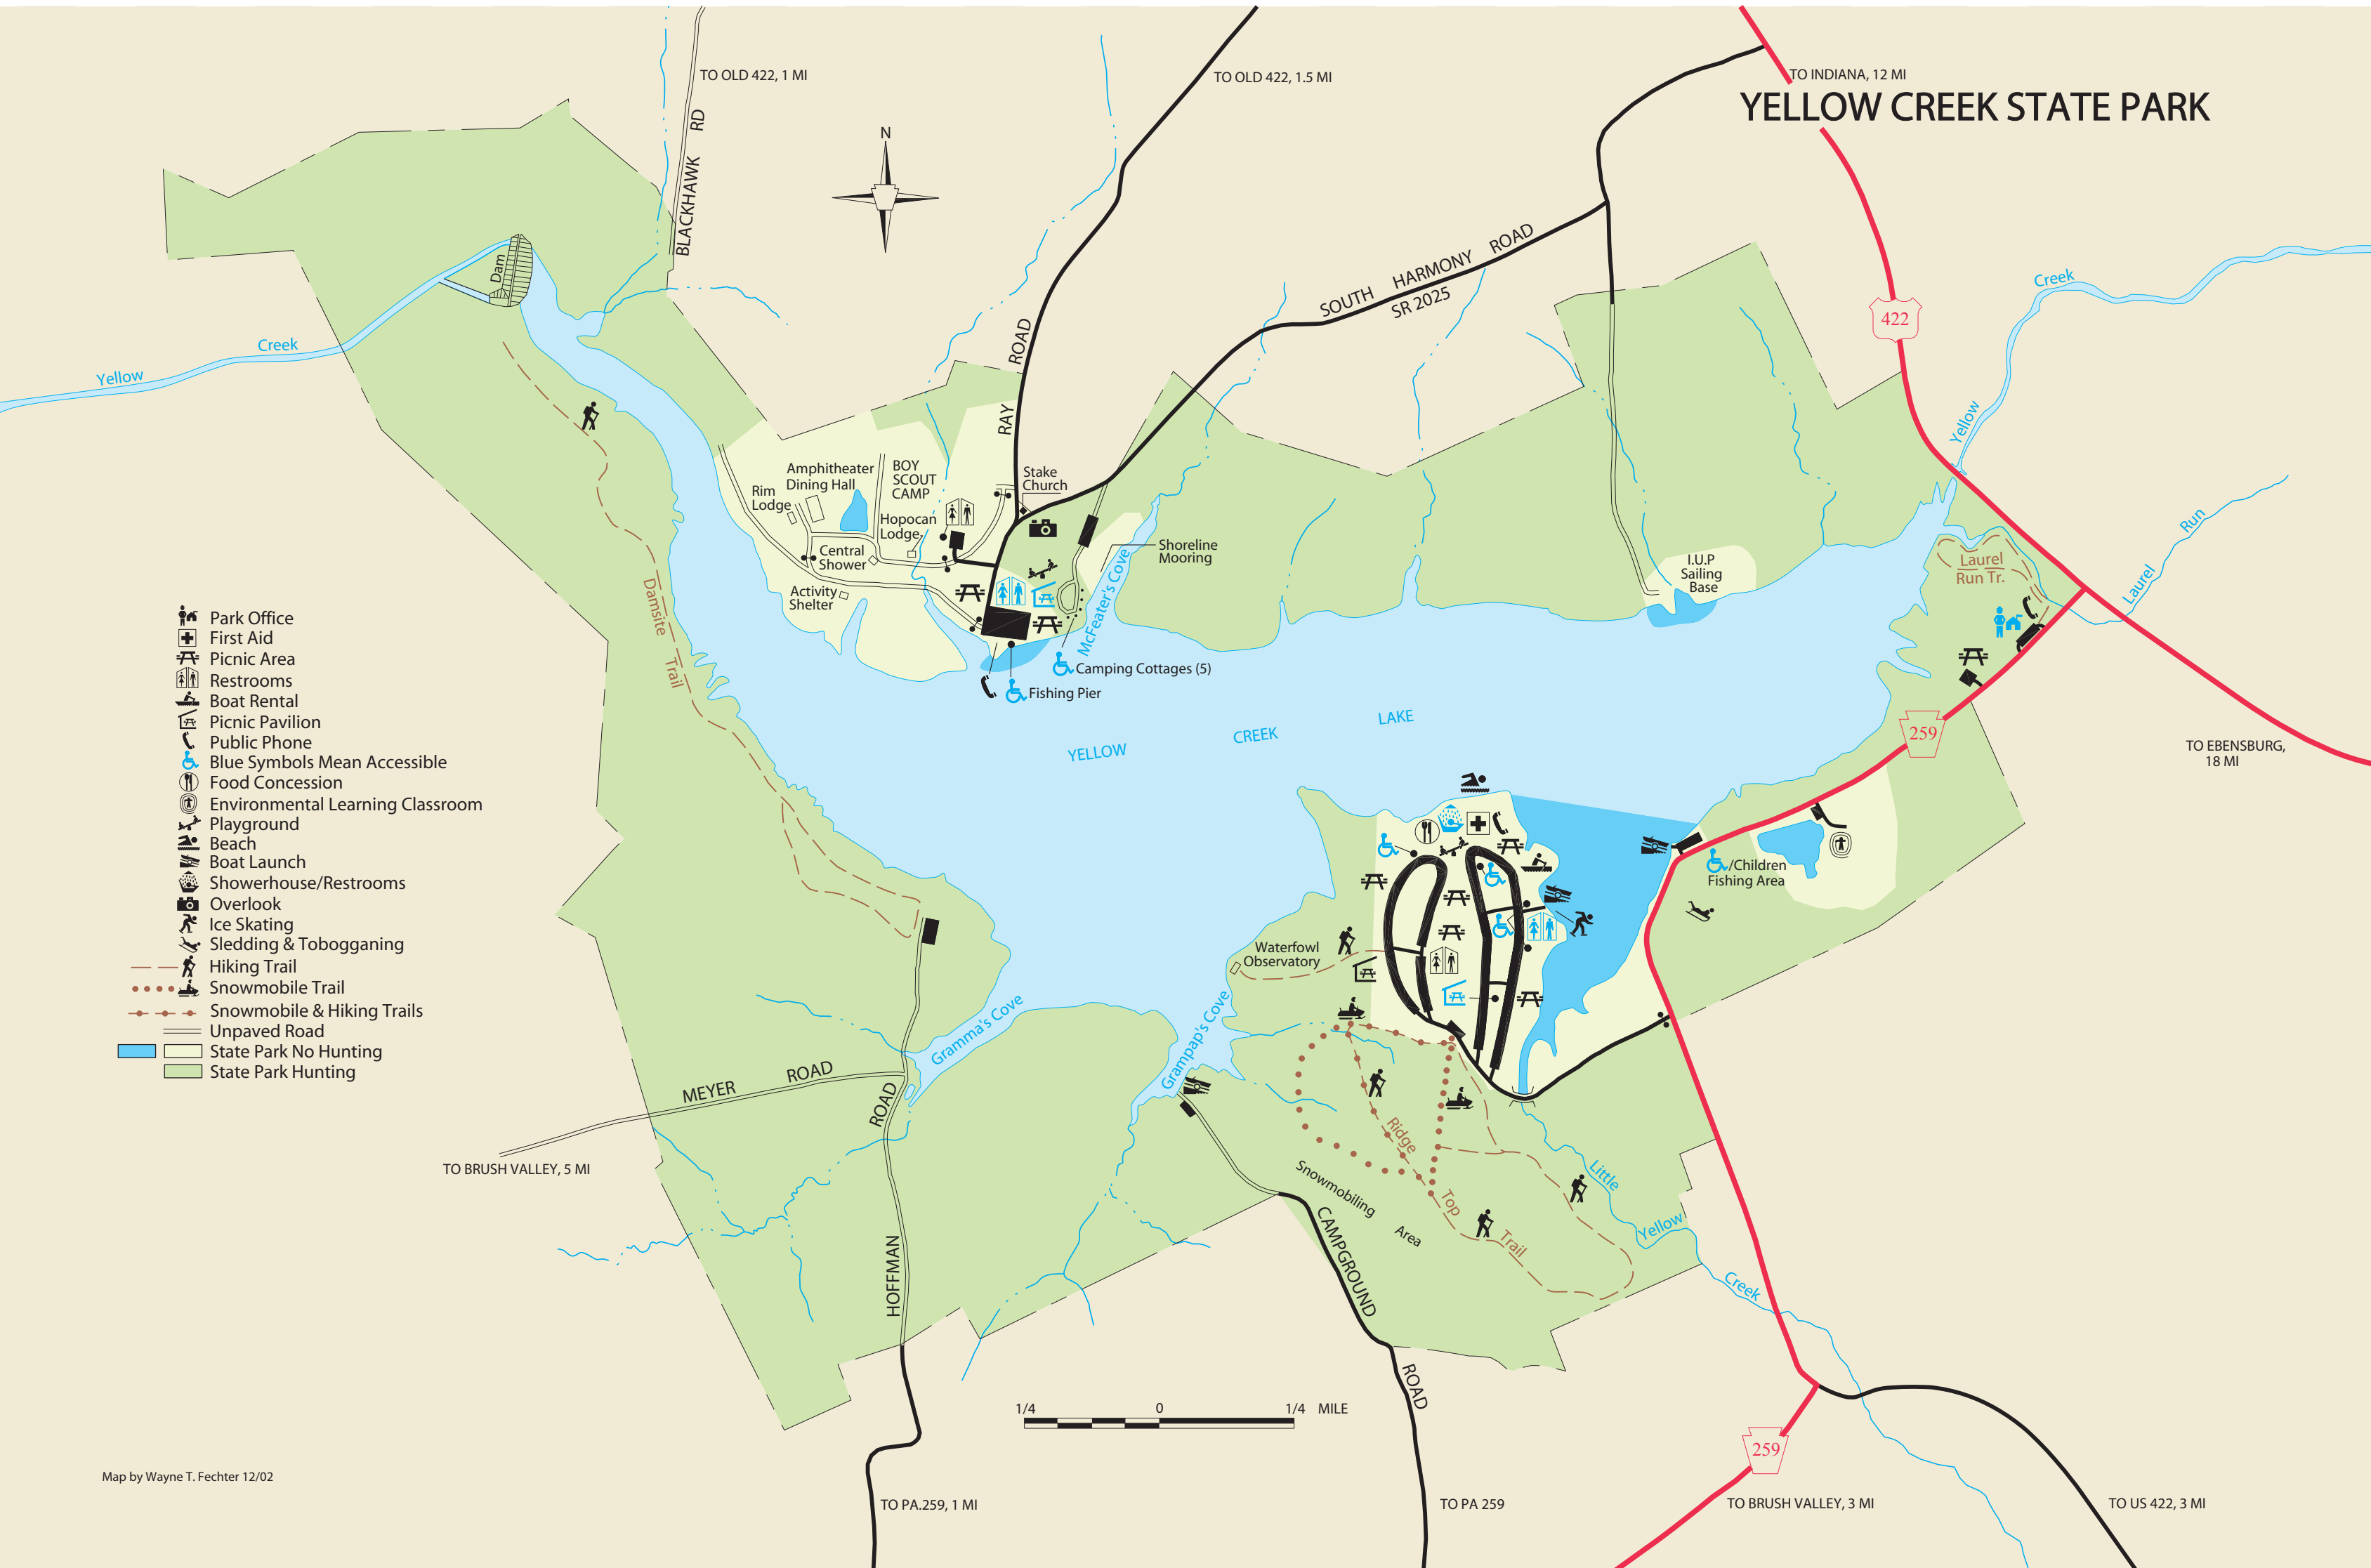 TO OLD 422, 1 MI
TO OLD 422, 1.5 MI
TO INDIANA, 12 MI
YELLOW CREEK STATE PARK
BLACKHAWK RD
N
Dam
Yellow Creek
SOUTH HARMONY ROAD
SR 2025
422
Creek
Yellow
RAY ROAD
Amphitheater
Dining Hall
BOY
SCOUT
CAMP
Stake
Church
Rim
Lodge
Hopocan
Lodge
Central
Shower
Activity
Shelter
Shoreline
Mooring
McFeater's Cove
Camping Cottages (5)
Fishing Pier
I.U.P
Sailing
Base
Laurel
Run Tr.
Laurel Run
Damsite Trail
YELLOW CREEK LAKE
259
TO EBENSBURG,
18 MI
Park Office
First Aid
Picnic Area
Restrooms
Boat Rental
Picnic Pavilion
Public Phone
Blue Symbols Mean Accessible
Food Concession
Environmental Learning Classroom
Playground
Beach
Boat Launch
Showerhouse/Restrooms
Overlook
Ice Skating
Sledding & Tobogganing
Hiking Trail
Snowmobile Trail
Snowmobile & Hiking Trails
Unpaved Road
State Park No Hunting
State Park Hunting
/Children
Fishing Area
Waterfowl
Observatory
Gramma's Cove
Grampap's Cove
MEYER ROAD
TO BRUSH VALLEY, 5 MI
HOFFMAN ROAD
Ridge Top Trail
Snowmobiling Area
Little Yellow Creek
CAMPGROUND ROAD
1/4 0 1/4 MILE
259
Map by Wayne T. Fechter 12/02
TO PA.259, 1 MI
TO PA 259
TO BRUSH VALLEY, 3 MI
TO US 422, 3 MI